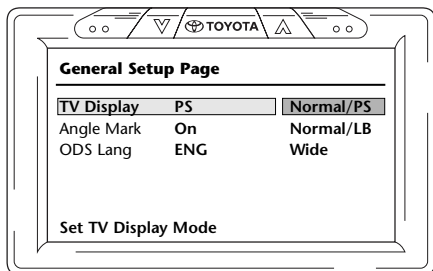 TOYOTA
General Setup Page
TV Display PS Normal/PS
Angle Mark On Normal/LB
ODS Lang ENG Wide
Set TV Display Mode